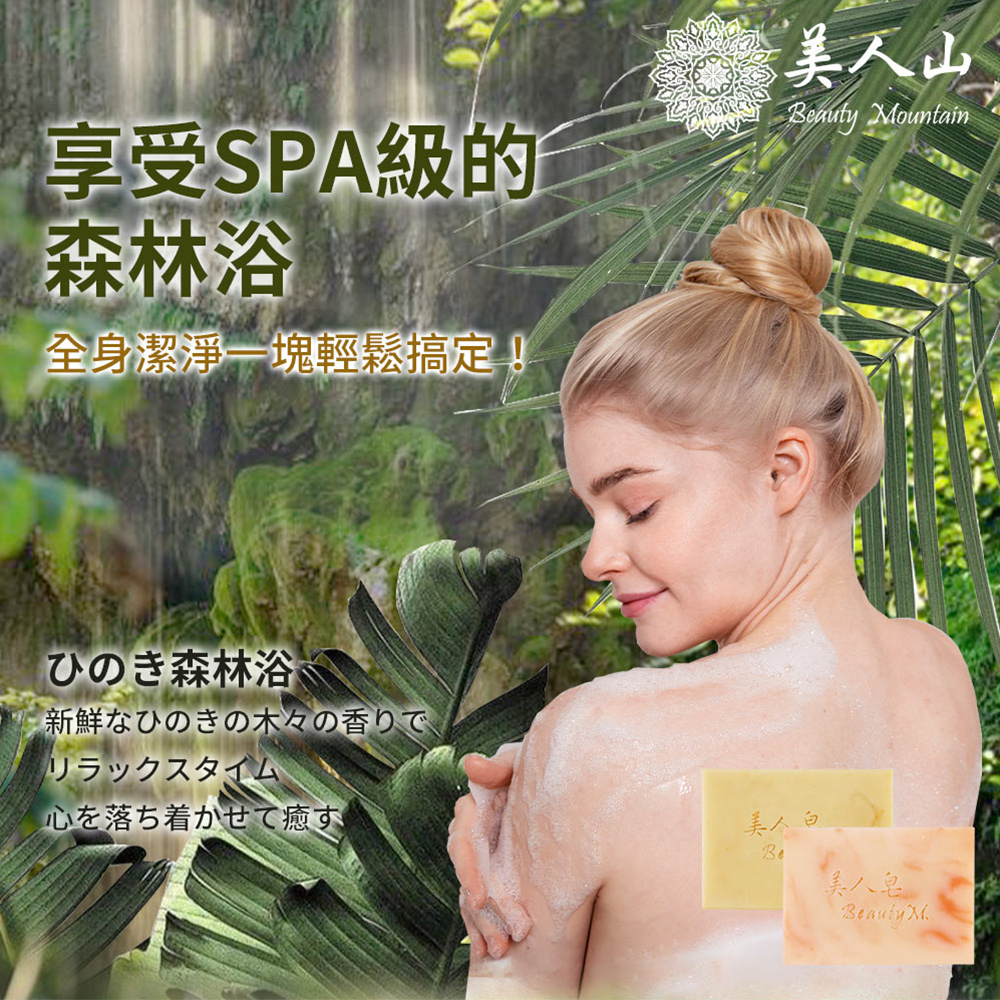 美人山
Beauty Mountain
享受SPA級的
森林浴
全身潔淨一塊輕鬆搞定！
ひのき森林浴
新鮮なひのきの木々の香りで
リラックスタイム
心を落ち着かせて癒す
美人皂
Be
美人皂
BeautyM.